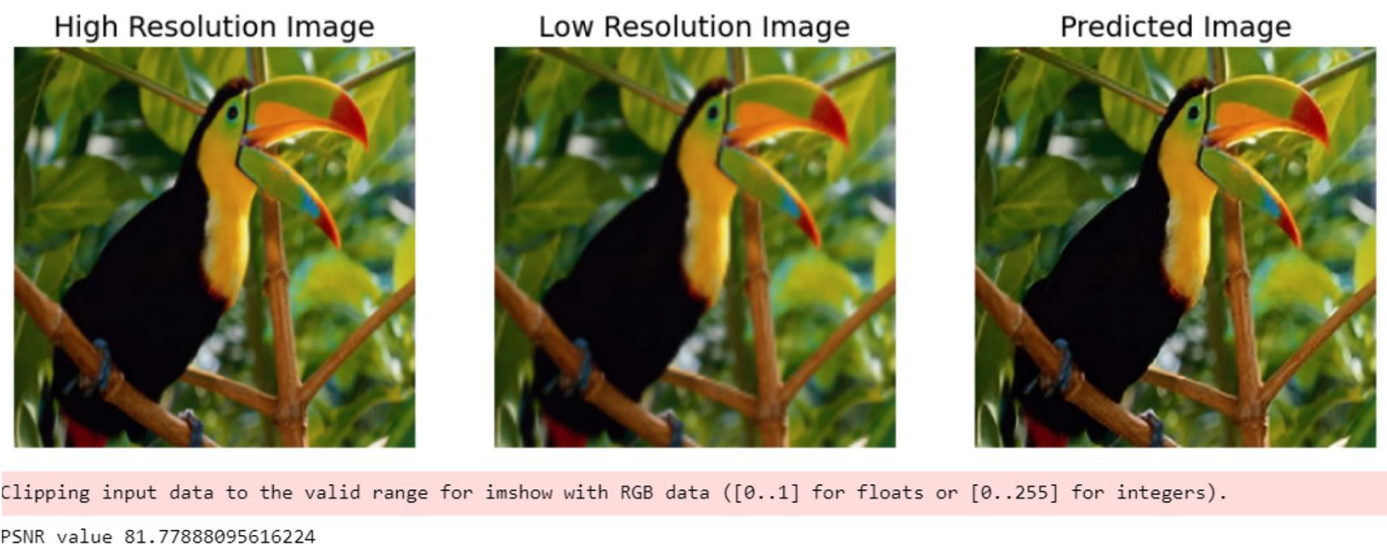 High Resolution Image
Low Resolution Image
Predicted Image
Clipping input data to the valid range for imshow with RGB data ([0..1] for floats or [0..255] for integers).
PSNR value 81.77888095616224